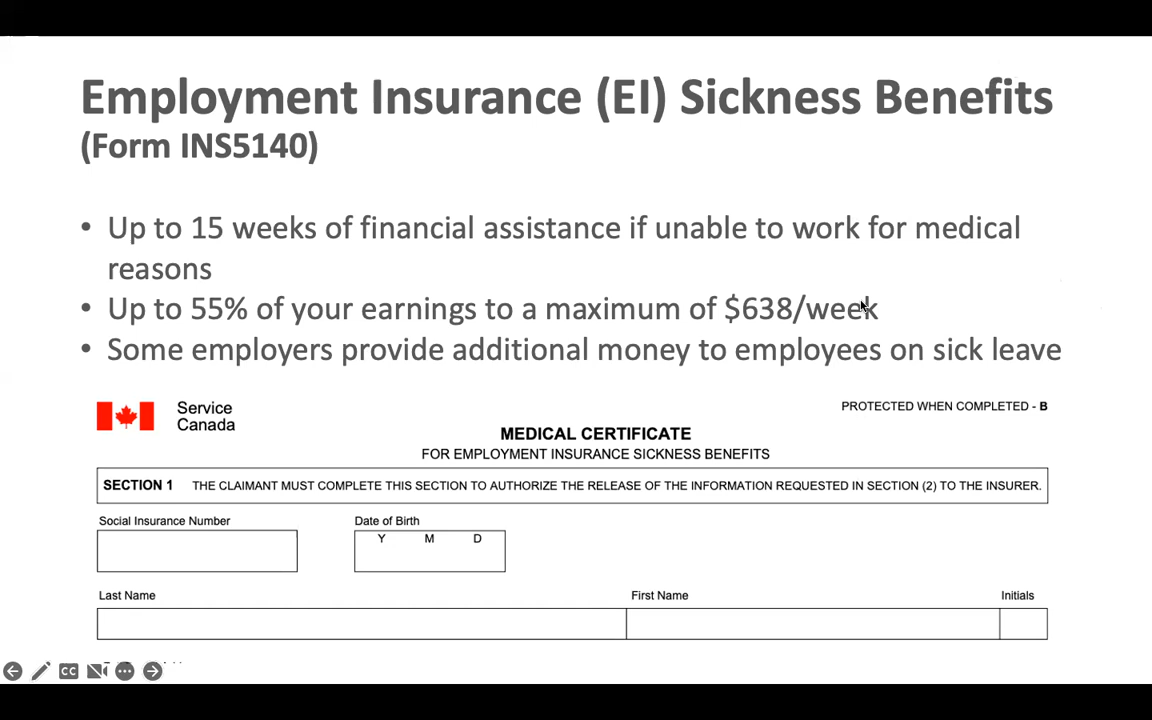 Employment Insurance (EI) Sickness Benefits
(Form INS5140)
• Up to 15 weeks of financial assistance if unable to work for medical
reasons
• Up to 55% of your earnings to a maximum of $638/week
• Some employers provide additional money to employees on sick leave
Service
Canada
PROTECTED WHEN COMPLETED - B
MEDICAL CERTIFICATE
FOR EMPLOYMENT INSURANCE SICKNESS BENEFITS
SECTION 1 THE CLAIMANT MUST COMPLETE THIS SECTION TO AUTHORIZE THE RELEASE OF THE INFORMATION REQUESTED IN SECTION (2) TO THE INSURER.
Social Insurance Number
Date of Birth
Y M D
Last Name
First Name
Initials
CC